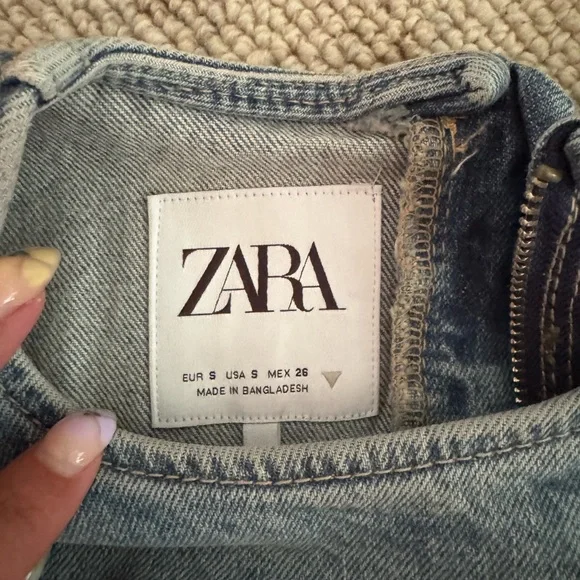 ZARA
EUR S USA S MEX 26
MADE IN BANGLADESH